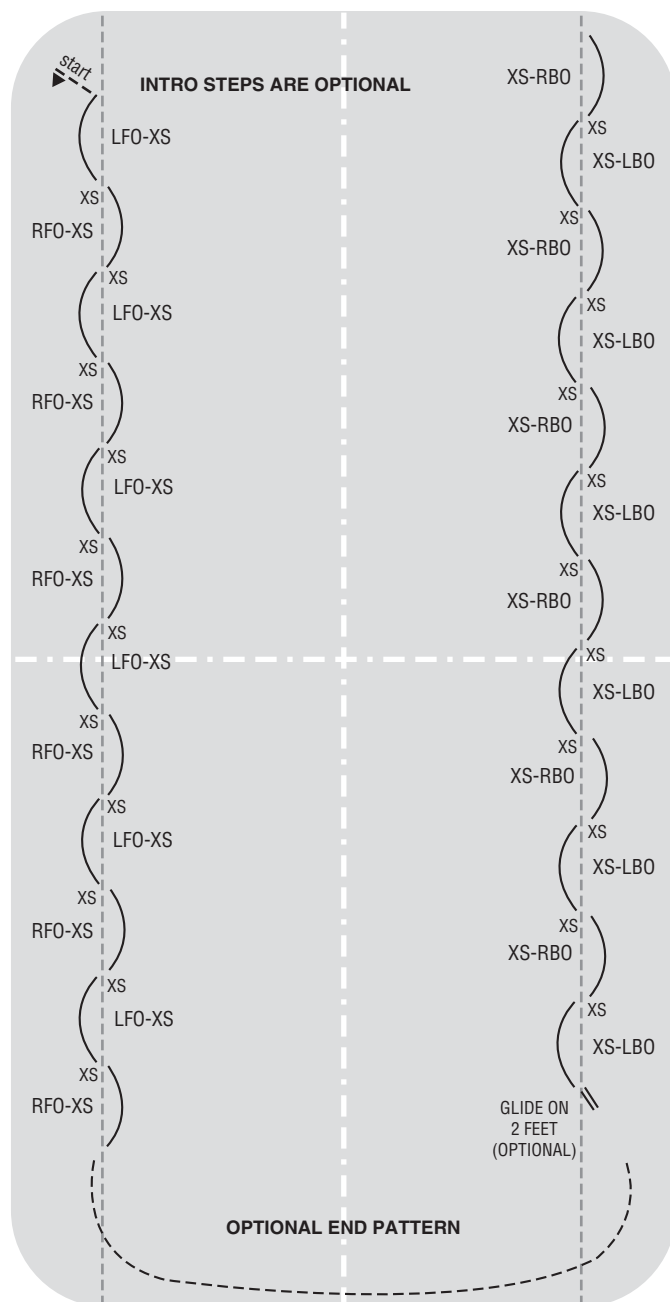 start
INTRO STEPS ARE OPTIONAL
LFO-XS
XS
RFO-XS
XS
LFO-XS
XS
RFO-XS
XS
LFO-XS
XS
RFO-XS
XS
LFO-XS
XS
RFO-XS
XS
LFO-XS
XS
RFO-XS
XS
LFO-XS
XS
RFO-XS
XS-RBO
XS
XS-LBO
XS
XS-RBO
XS
XS-LBO
XS
XS-RBO
XS
XS-LBO
XS
XS-RBO
XS
XS-LBO
XS
XS-RBO
XS
XS-LBO
XS
XS-RBO
XS
XS-LBO
GLIDE ON
2 FEET
(OPTIONAL)
OPTIONAL END PATTERN